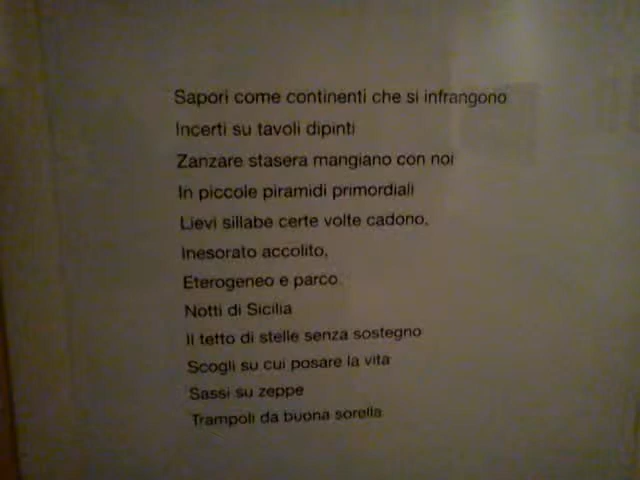 Sapori come continenti che si infrangono
Incerti su tavoli dipinti
Zanzare stasera mangiano con noi
In piccole piramidi primordiali
Lievi sillabe certe volte cadono,
Inesorato accolito,
Eterogeneo e parco.
Notti di Sicilia
Il tetto di stelle senza sostegno
Scogli su cui posare la vita
Sassi su zeppe
Trampoli da buona sorella